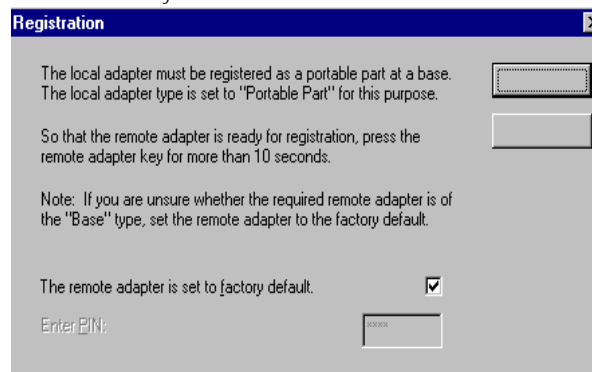 Registration
The local adapter must be registered as a portable part at a base.
The local adapter type is set to "Portable Part" for this purpose.
So that the remote adapter is ready for registration, press the
remote adapter key for more than 10 seconds.
Note: If you are unsure whether the required remote adapter is of
the "Base" type, set the remote adapter to the factory default.
The remote adapter is set to factory default.
Enter PIN:
xxxx